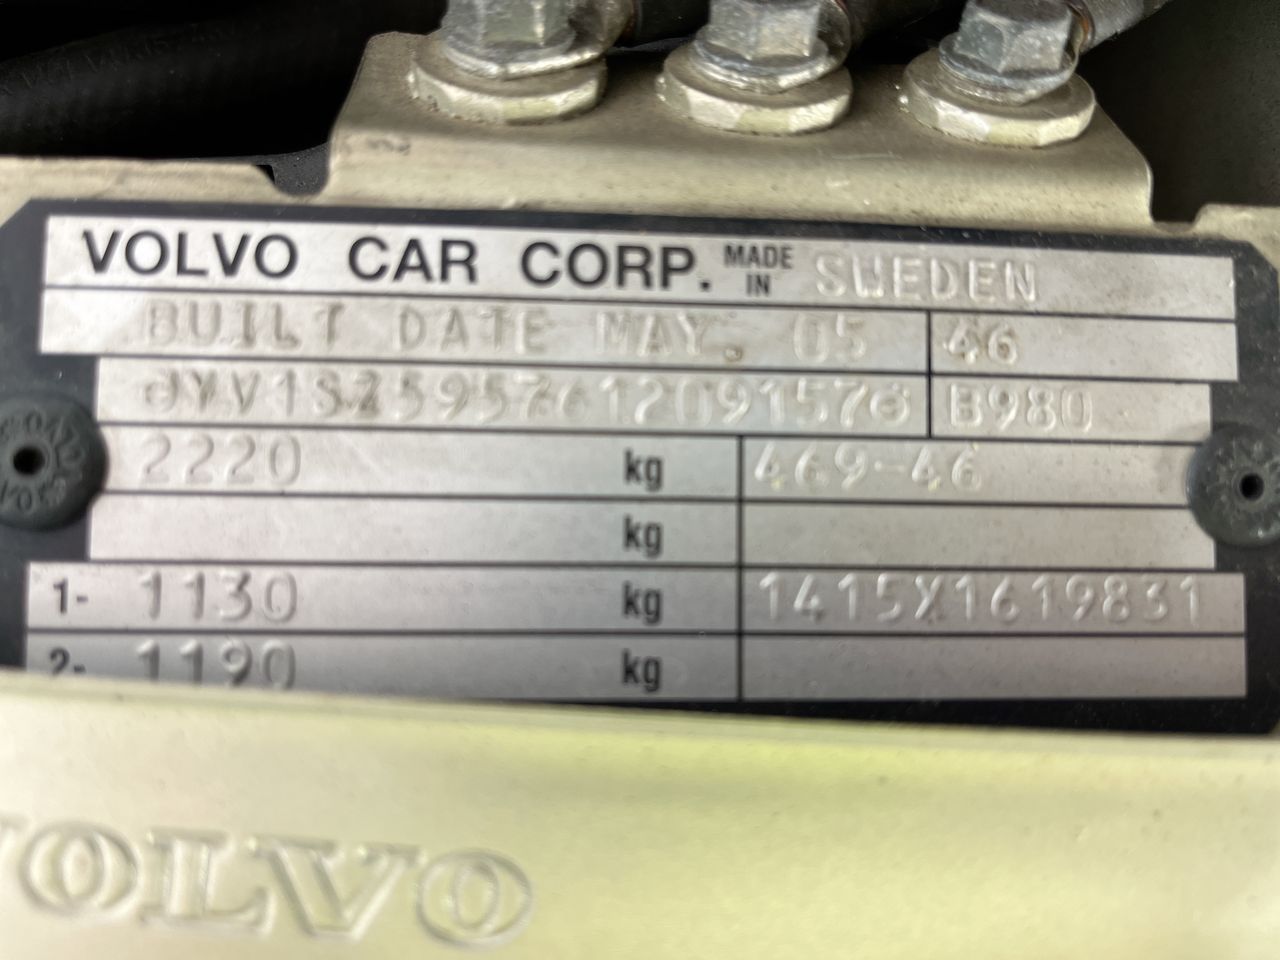 VOLVO CAR CORP. MADE IN SWEDEN
BUILT DATE MAY. 05 46
YV1SZ595761209157 B980
2220 kg 469-46
kg
1- 1130 kg 1415X1619831
2- 1190 kg
VOLVO